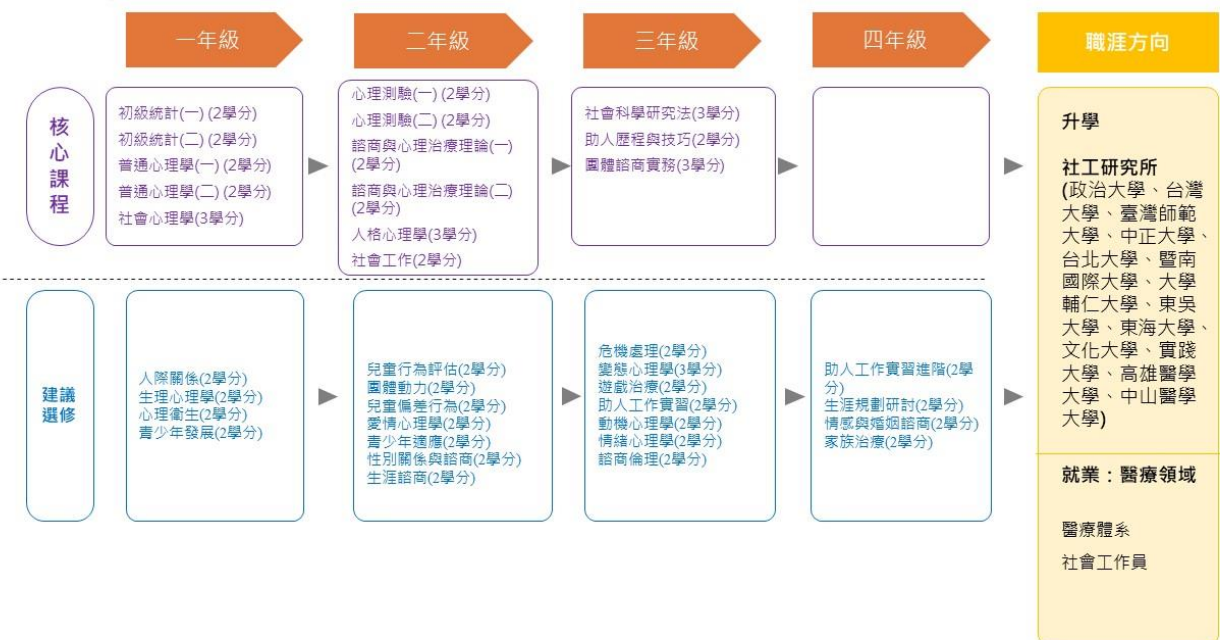 一年級
二年級
三年級
四年級
職涯方向
核
心
課
程
初級統計(一) (2學分)
初級統計(二) (2學分)
普通心理學(一) (2學分)
普通心理學(二) (2學分)
社會心理學(3學分)
心理測驗(一) (2學分)
心理測驗(二) (2學分)
諮商與心理治療理論(一)
(2學分)
諮商與心理治療理論(二)
(2學分)
人格心理學(3學分)
社會工作(2學分)
社會科學研究法(3學分)
助人歷程與技巧(2學分)
團體諮商實務(3學分)
建議
選修
人際關係(2學分)
生理心理學(2學分)
心理衛生(2學分)
青少年發展(2學分)
兒童行為評估(2學分)
團體動力(2學分)
兒童偏差行為(2學分)
愛情心理學(2學分)
青少年適應(2學分)
性別關係與諮商(2學分)
生涯諮商(2學分)
危機處理(2學分)
變態心理學(3學分)
遊戲治療(2學分)
助人工作實習(2學分)
動機心理學(2學分)
情緒心理學(2學分)
諮商倫理(2學分)
助人工作實習進階(2學
分)
生涯規劃研討(2學分)
情感與婚姻諮商(2學分)
家族治療(2學分)
升學
社工研究所
(政治大學、台灣
大學、臺灣師範
大學、中正大學、
台北大學、暨南
國際大學、大學
輔仁大學、東吳
大學、東海大學、
文化大學、實踐
大學、高雄醫學
大學、中山醫學
大學)
就業：醫療領域
醫療體系
社會工作員